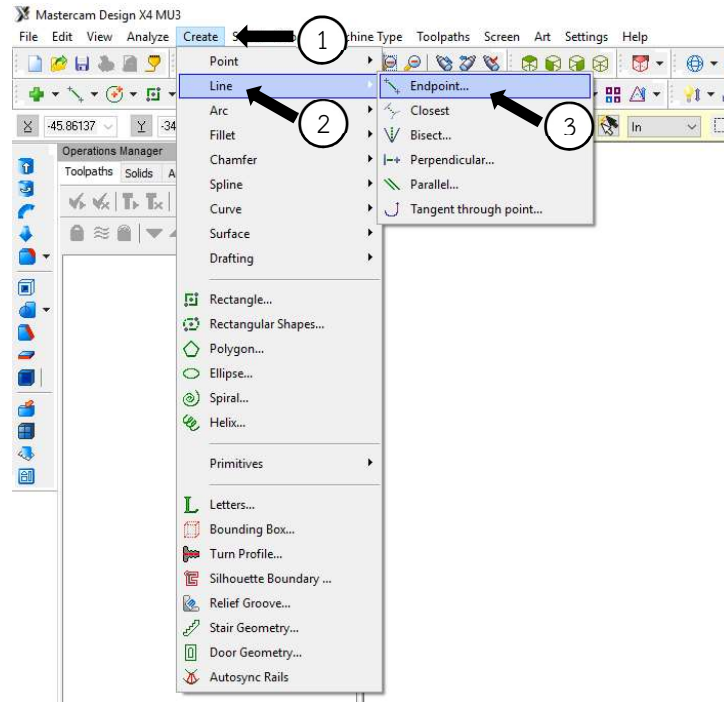 Mastercam Design X4 MU3
File Edit View Analyze Create S 1 chine Type Toolpaths Screen Art Settings Help
Point
Line
Endpoint...
X -45.86137 Y -34
Arc
2
Closest
3
In
Operations Manager
Fillet
Bisect...
Toolpaths Solids A
Chamfer
Perpendicular...
Spline
Parallel...
Curve
Tangent through point...
Surface
Drafting
Rectangle...
Rectangular Shapes...
Polygon...
Ellipse...
Spiral...
Helix...
Primitives
Letters...
Bounding Box...
Turn Profile...
Silhouette Boundary ...
Relief Groove...
Stair Geometry...
Door Geometry...
Autosync Rails